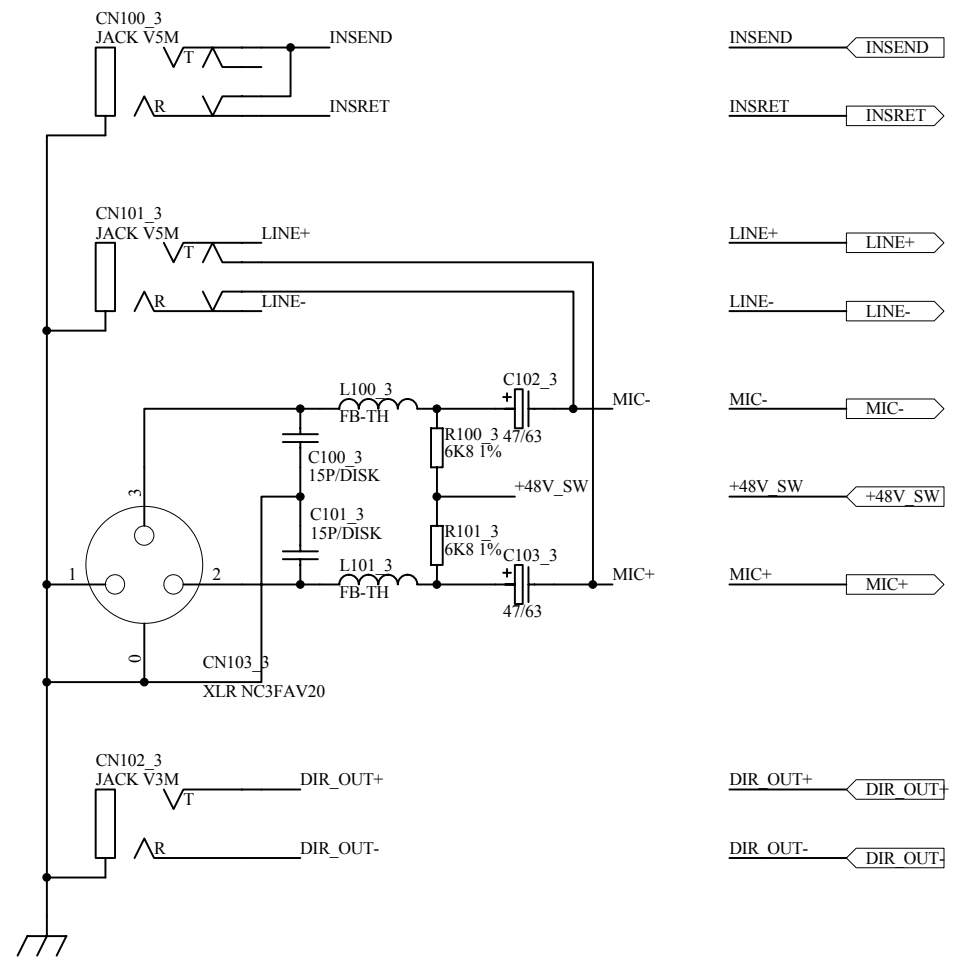 CN100_3
JACK V5M
T
INSEND
R
INSRET
INSEND
INSEND
INSRET
INSRET
CN101_3
JACK V5M
T
LINE+
R
LINE-
LINE+
LINE+
LINE-
LINE-
L100_3
FB-TH
C102_3
+
47/63
MIC-
MIC-
MIC-
C100_3
15P/DISK
R100_3
6K8 1%
+48V_SW
+48V_SW
+48V_SW
C101_3
15P/DISK
R101_3
6K8 1%
L101_3
FB-TH
C103_3
+
47/63
MIC+
MIC+
MIC+
3
1
2
0
CN103_3
XLR NC3FAV20
CN102_3
JACK V3M
T
DIR_OUT+
R
DIR_OUT-
DIR_OUT+
DIR_OUT+
DIR_OUT-
DIR_OUT-